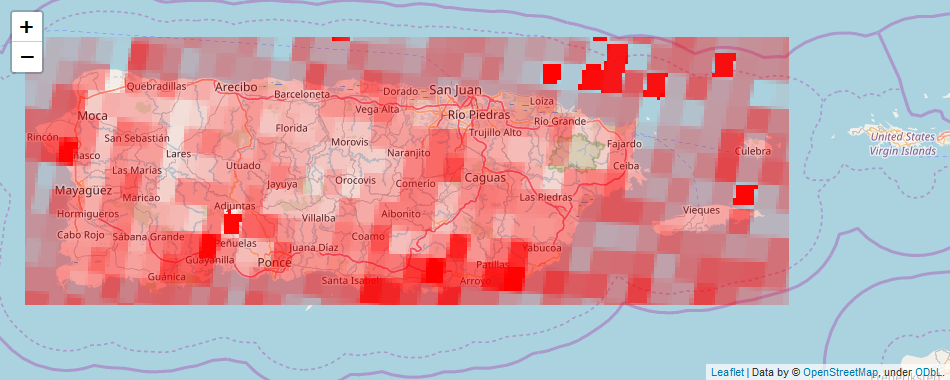 +
−
Quebradillas
Arecibo
Barceloneta
Dorado
San Juan
Vega Alta
Loíza
Moca
Río Piedras
Río Grande
Florida
Trujillo Alto
Rincón
San Sebastián
Morovis
Fajardo
Añasco
Lares
Naranjito
Culebra
United States
Virgin Islands
Las Marías
Utuado
Caguas
Ceiba
Mayagüez
Jayuya
Orocovis
Comerío
Maricao
Las Piedras
Adjuntas
Hormigueros
Villalba
Aibonito
Vieques
Cabo Rojo
Sábana Grande
Coamo
Peñuelas
Juana Díaz
Yabucoa
Guayanilla
Ponce
Patillas
Guánica
Santa Isabel
Arroyo
Leaflet | Data by © OpenStreetMap, under ODbL.